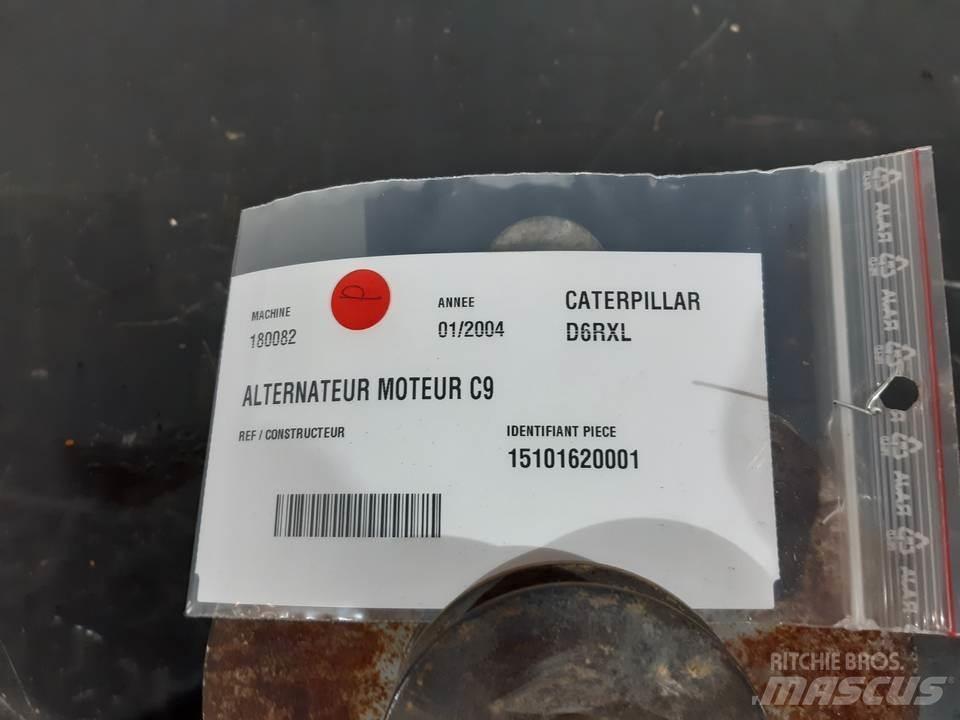 MACHINE
180082
ANNEE
01/2004
CATERPILLAR
D6RXL
ALTERNATEUR MOTEUR C9
REF / CONSTRUCTEUR
IDENTIFIANT PIECE
15101620001
RITCHIE BROS.
MASCUS